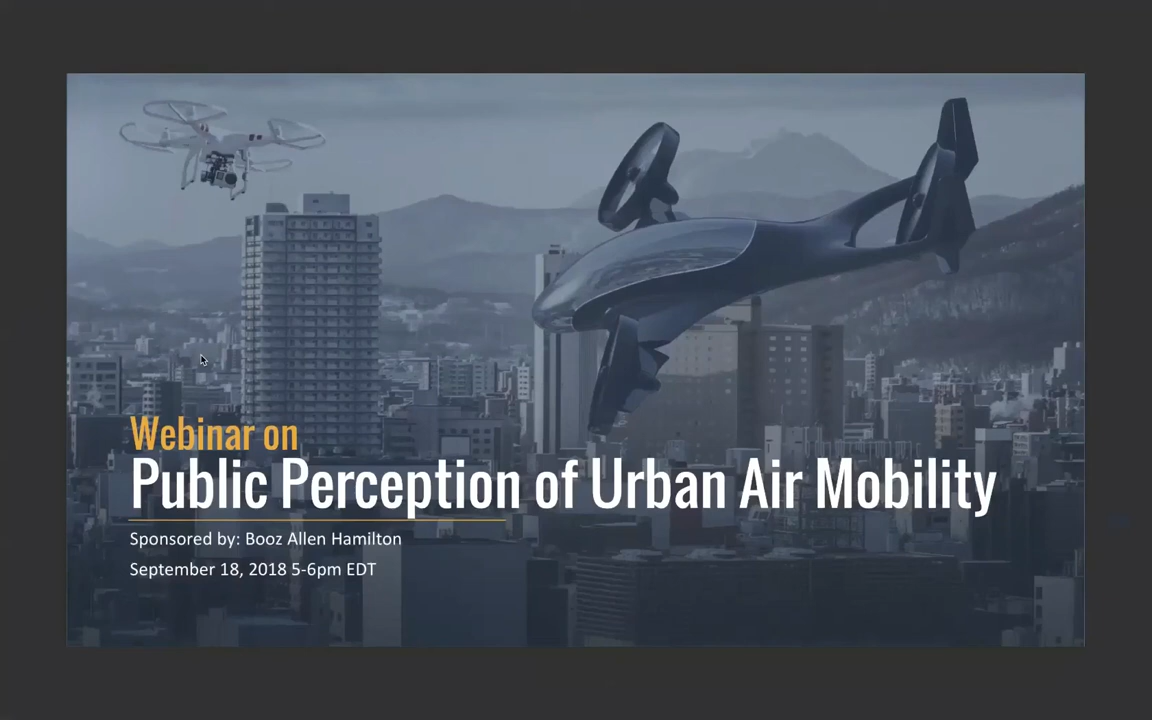 Webinar on
Public Perception of Urban Air Mobility
Sponsored by: Booz Allen Hamilton
September 18, 2018 5-6pm EDT